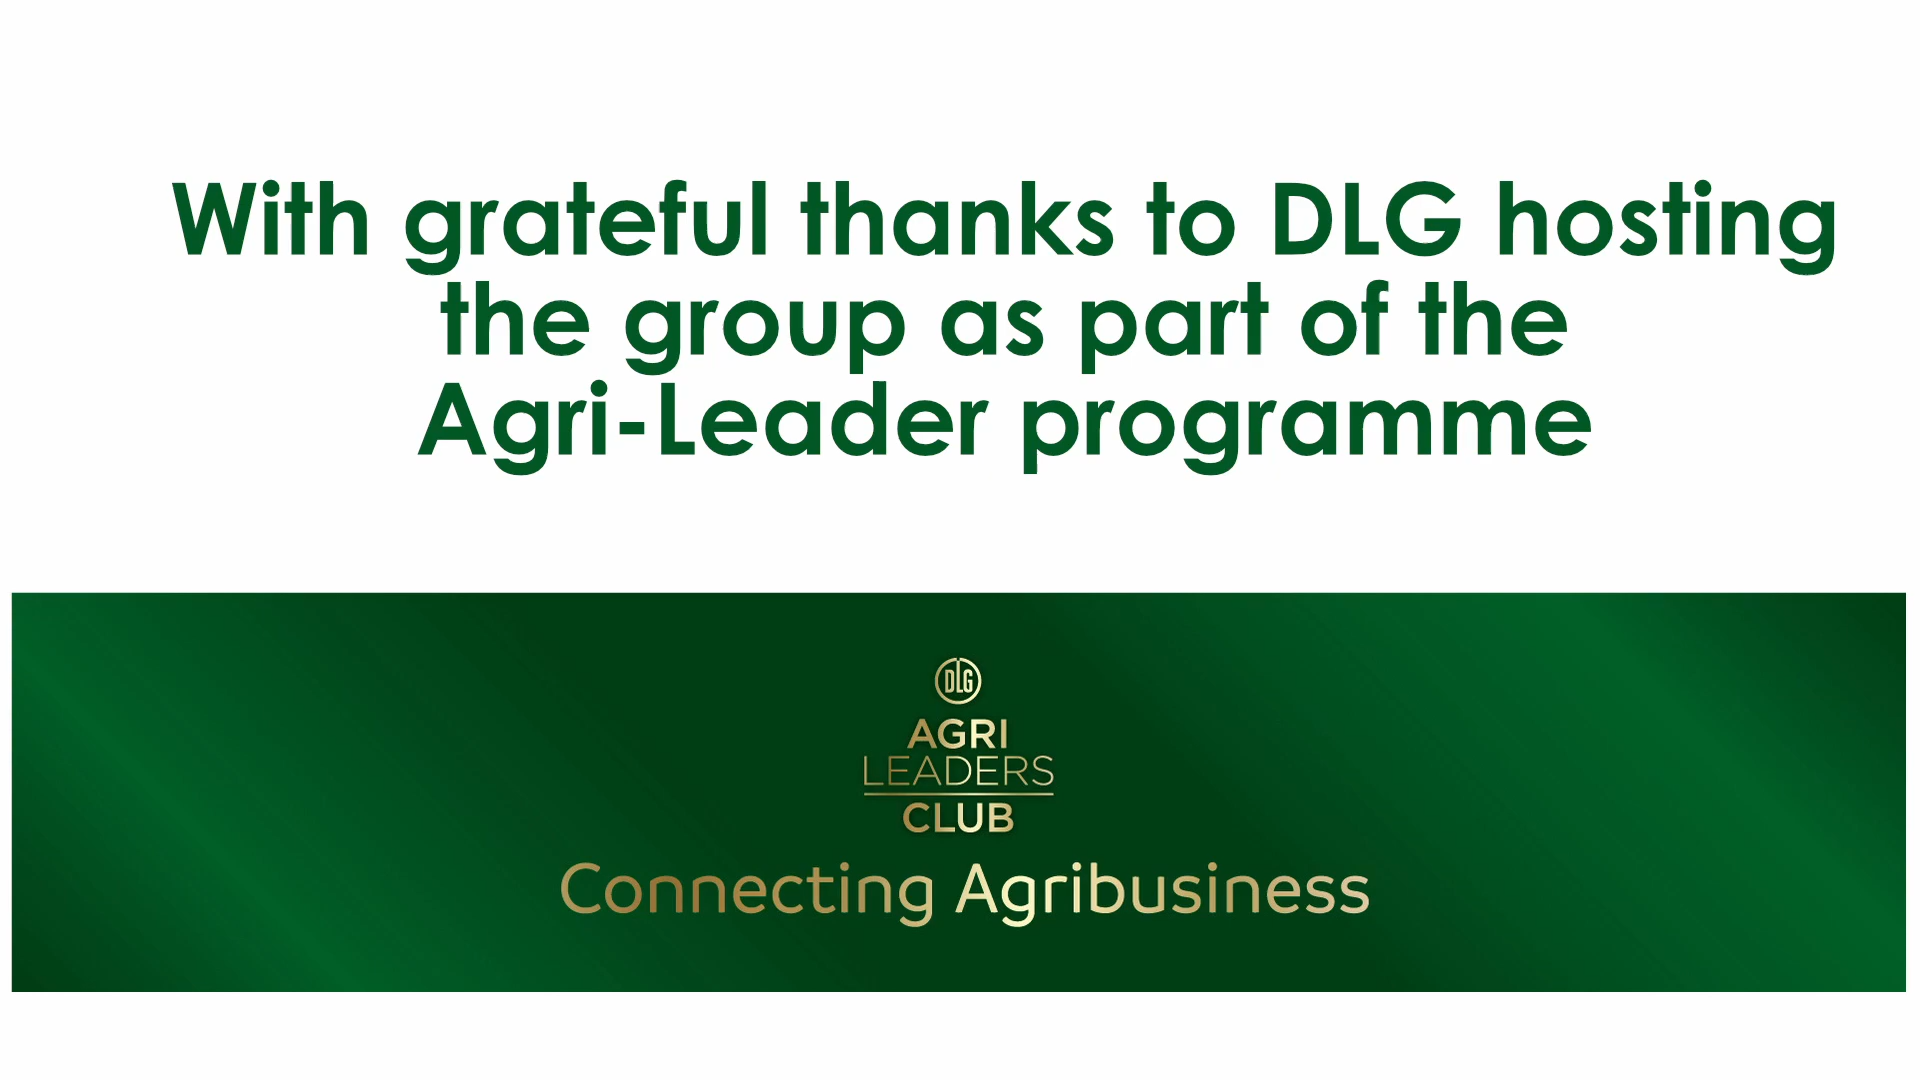 With grateful thanks to DLG hosting
the group as part of the
Agri-Leader programme
DLG
AGRI
LEADERS
CLUB
Connecting Agribusiness